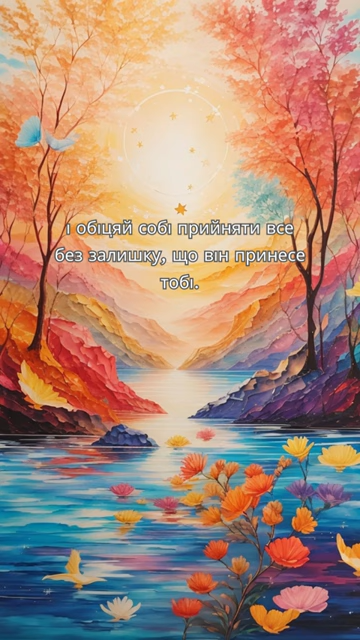 і обіцяй собі прийняти все
без залишку, що він принесе
тобі.